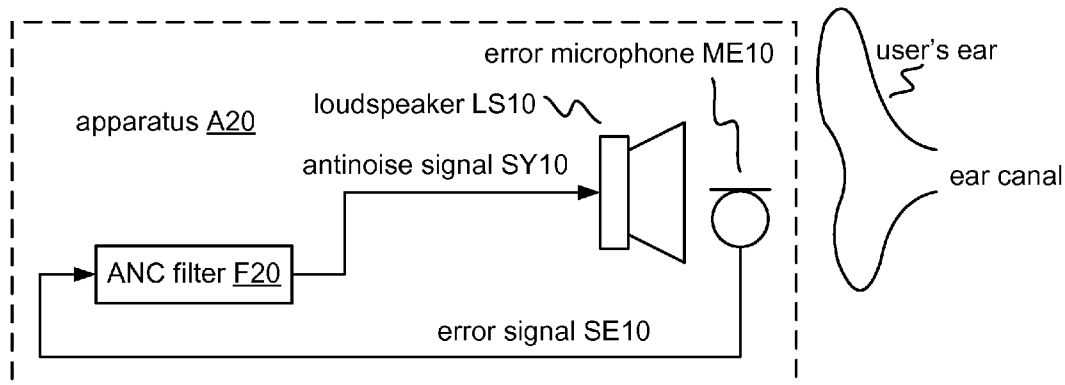 error microphone ME10
user's ear
loudspeaker LS10
apparatus A20
antinoise signal SY10
ear canal
ANC filter F20
error signal SE10